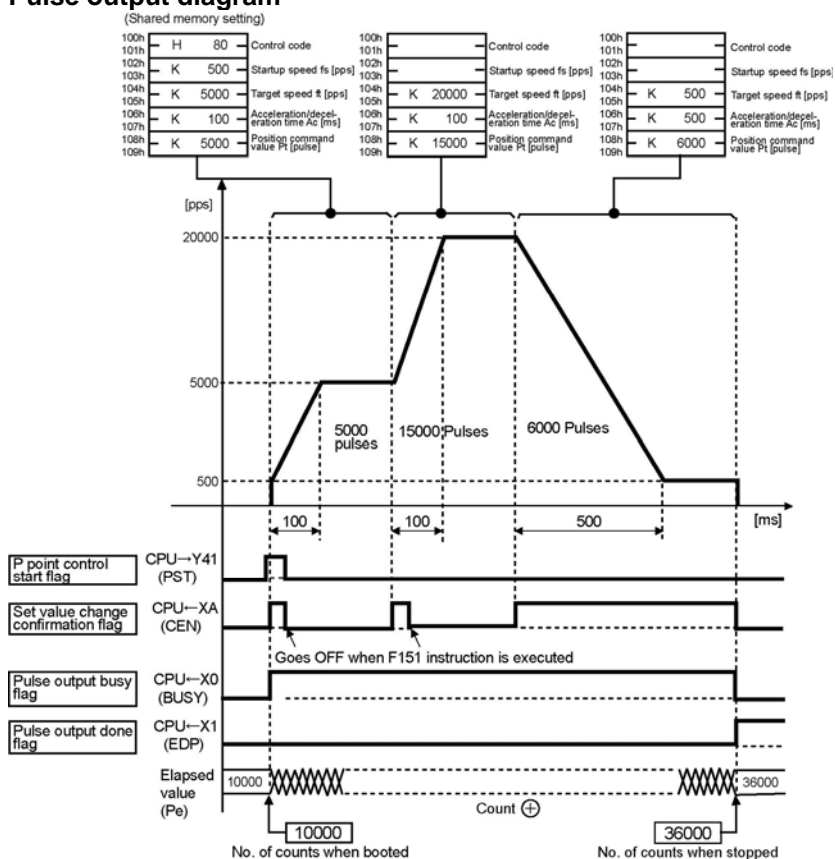 Pulse output diagram
(Shared memory setting)
100h
101h
H 80
Control code
102h
103h
K 500
Startup speed fs [pps]
104h
105h
K 5000
Target speed ft [pps]
106h
107h
K 100
Acceleration/decel-
eration time Ac [ms]
108h
109h
K 5000
Position command
value Pt [pulse]
100h
101h
Control code
102h
103h
Startup speed fs [pps]
104h
105h
K 20000
Target speed ft [pps]
106h
107h
K 100
Acceleration/decel-
eration time Ac [ms]
108h
109h
K 15000
Position command
value Pt [pulse]
100h
101h
Control code
102h
103h
Startup speed fs [pps]
104h
105h
K 500
Target speed ft [pps]
106h
107h
K 500
Acceleration/decel-
eration time Ac [ms]
108h
109h
K 6000
Position command
value Pt [pulse]
[pps]
20000
5000
500
5000
pulses
15000 Pulses
6000 Pulses
100
100
500
[ms]
P point control
start flag
CPU→Y41
(PST)
Set value change
confirmation flag
CPU←XA
(CEN)
Goes OFF when F151 instruction is executed
Pulse output busy
flag
CPU←X0
(BUSY)
Pulse output done
flag
CPU←X1
(EDP)
Elapsed
value
(Pe)
10000
36000
Count ⊕
10000
No. of counts when booted
36000
No. of counts when stopped